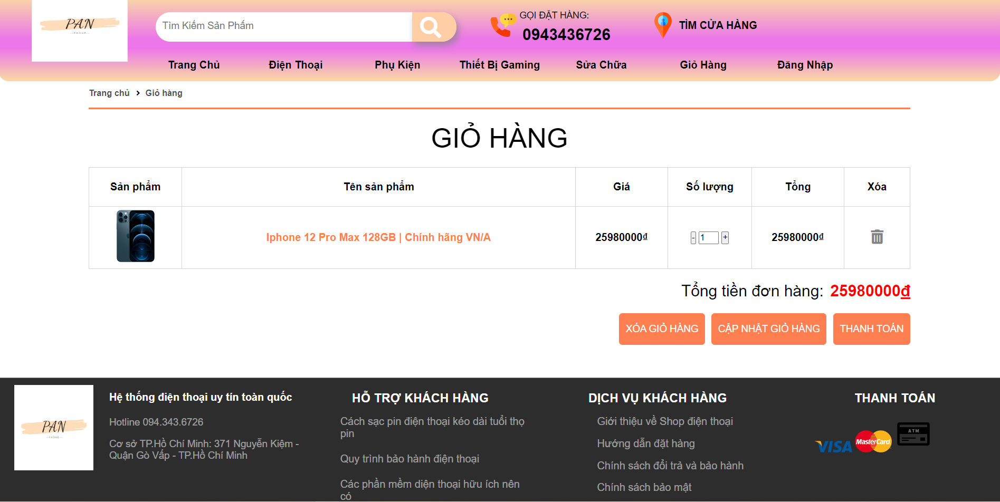 PAN
--PHONE--
Tìm Kiếm Sản Phẩm
GỌI ĐẶT HÀNG:
0943436726
TÌM CỬA HÀNG
Trang Chủ
Điện Thoại
Phụ Kiện
Thiết Bị Gaming
Sửa Chữa
Giỏ Hàng
Đăng Nhập
Trang chủ > Giỏ hàng
GIỎ HÀNG
Sản phẩm
Tên sản phẩm
Giá
Số lượng
Tổng
Xóa
Iphone 12 Pro Max 128GB | Chính hãng VN/A
25980000₫
- 1 +
25980000₫
Tổng tiền đơn hàng: 25980000₫
XÓA GIỎ HÀNG
CẬP NHẬT GIỎ HÀNG
THANH TOÁN
PAN
--PHONE--
Hệ thống điện thoại uy tín toàn quốc
Hotline 094.343.6726
Cơ sở TP.Hồ Chí Minh: 371 Nguyễn Kiệm -
Quận Gò Vấp - TP.Hồ Chí Minh
HỖ TRỢ KHÁCH HÀNG
Cách sạc pin điện thoại kéo dài tuổi thọ
pin
Quy trình bảo hành điện thoại
Các phần mềm diện thoại hữu ích nên
có
DỊCH VỤ KHÁCH HÀNG
Giới thiệu về Shop điện thoại
Hướng dẫn đặt hàng
Chính sách đổi trả và bảo hành
Chính sách bảo mật
THANH TOÁN
VISA
MasterCard
ATM